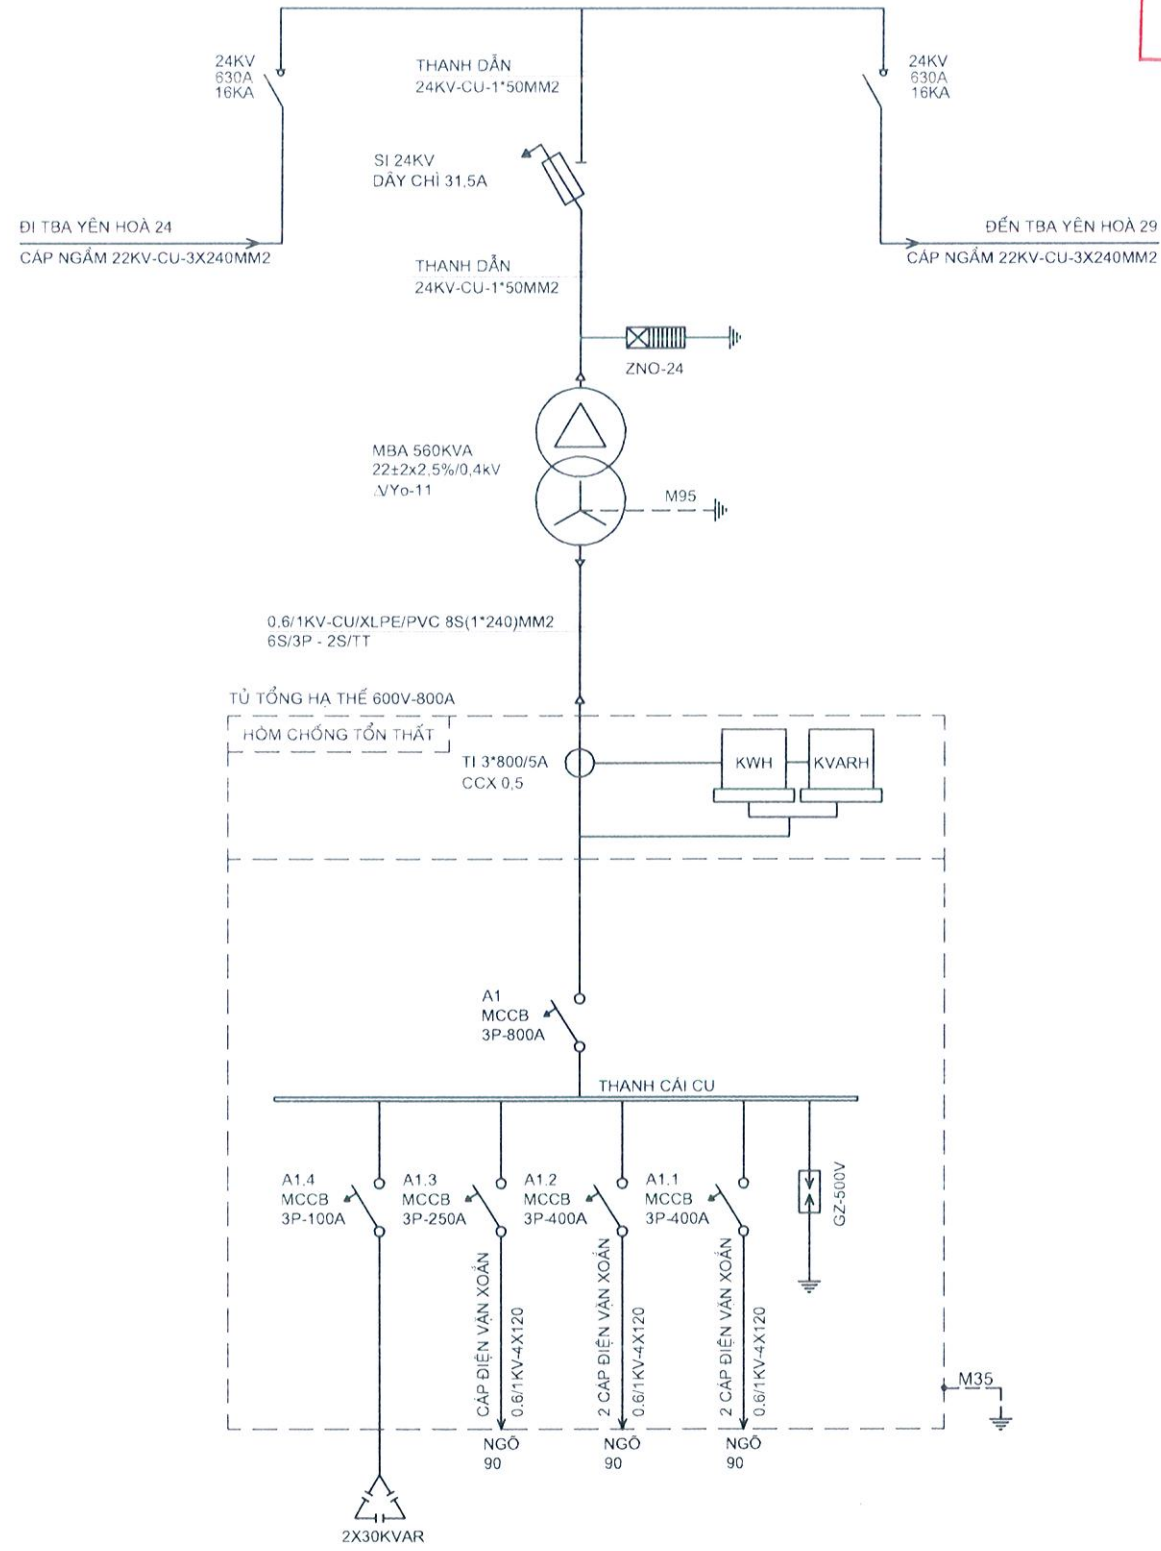 24KV
630A
16KA
THANH DẪN
24KV-CU-1*50MM2
24KV
630A
16KA
SI 24KV
DÂY CHÌ 31,5A
ĐI TBA YÊN HOÀ 24
CÁP NGẦM 22KV-CU-3X240MM2
ĐẾN TBA YÊN HOÀ 29
CÁP NGẦM 22KV-CU-3X240MM2
THANH DẪN
24KV-CU-1*50MM2
ZNO-24
MBA 560KVA
22±2x2,5%/0,4kV
Δ/Yo-11
M95
0,6/1KV-CU/XLPE/PVC 8S(1*240)MM2
6S/3P - 2S/TT
TỦ TỔNG HẠ THẾ 600V-800A
HÒM CHỐNG TỔN THẤT
TI 3*800/5A
CCX 0,5
KWH
KVARH
A1
MCCB
3P-800A
THANH CÁI CU
A1.4
MCCB
3P-100A
A1.3
MCCB
3P-250A
A1.2
MCCB
3P-400A
A1.1
MCCB
3P-400A
GZ-500V
CÁP ĐIỆN VẶN XOẮN
0.6/1KV-4X120
2 CÁP ĐIỆN VẶN XOẮN
0.6/1KV-4X120
2 CÁP ĐIỆN VẶN XOẮN
0.6/1KV-4X120
M35
NGÕ
90
NGÕ
90
NGÕ
90
2X30KVAR